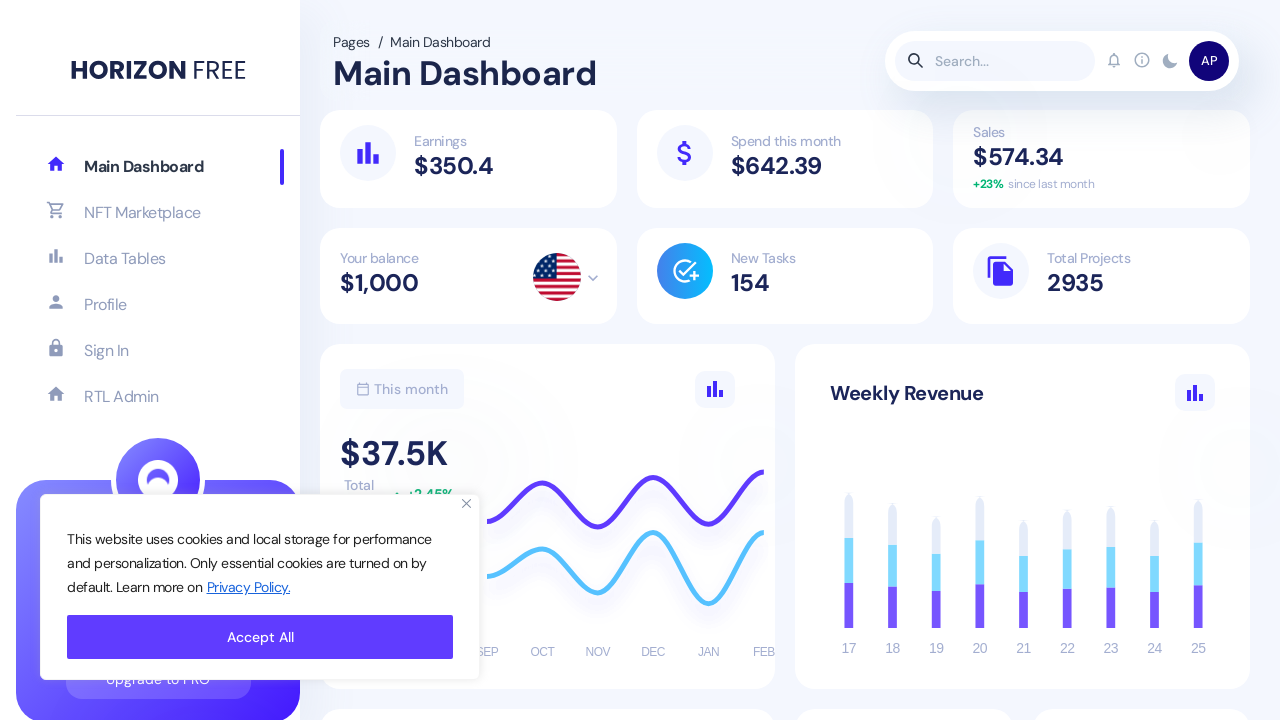 HORIZON FREE
Main Dashboard
NFT Marketplace
Data Tables
Profile
Sign In
RTL Admin
Pages / Main Dashboard
Main Dashboard
Search...
AP
Earnings
$350.4
Spend this month
$642.39
Sales
$574.34
+23% since last month
Your balance
$1,000
New Tasks
154
Total Projects
2935
This month
$37.5K
Total
+2.45%
SEP OCT NOV DEC JAN FEB
Weekly Revenue
17 18 19 20 21 22 23 24 25
This website uses cookies and local storage for performance
and personalization. Only essential cookies are turned on by
default. Learn more on Privacy Policy.
Accept All
Upgrade to PRO